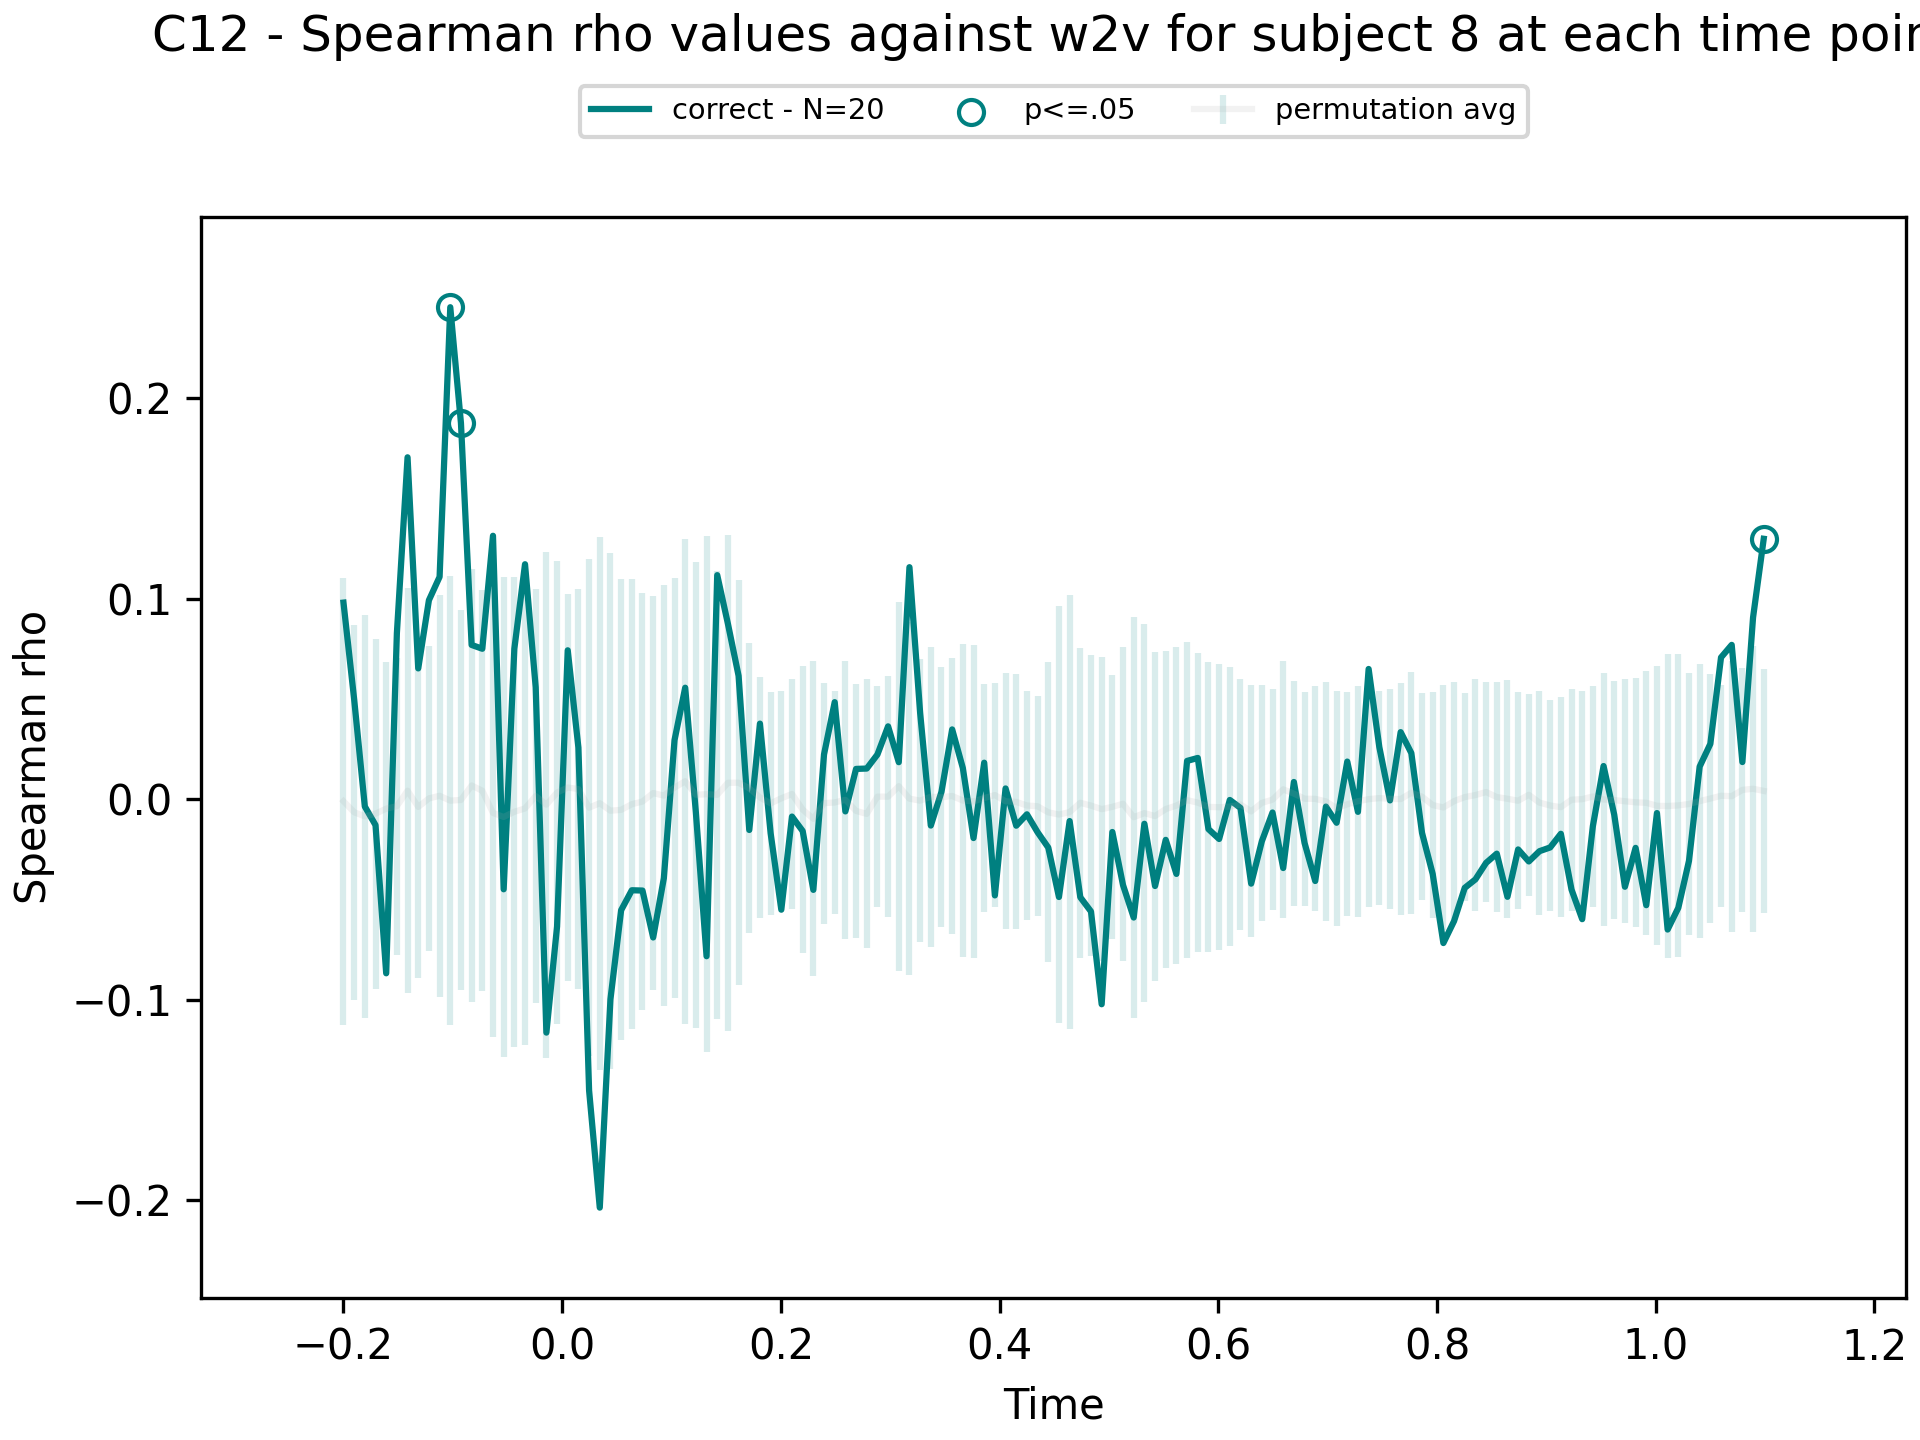 C12 - Spearman rho values against w2v for subject 8 at each time poin
correct - N=20 p<=.05 permutation avg
Spearman rho
0.2
0.1
0.0
−0.1
−0.2
−0.2 0.0 0.2 0.4 0.6 0.8 1.0 1.2
Time